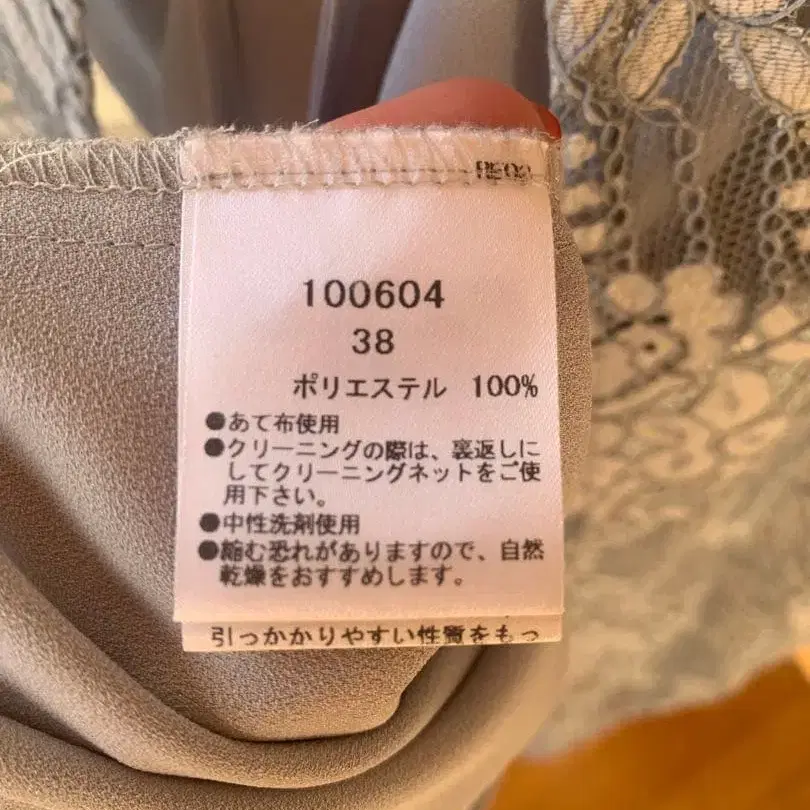 100604
38
ポリエステル 100%
●あて布使用
●クリーニングの際は、裏返しに
してクリーニングネットをご使
用下さい。
●中性洗剤使用
●縮む恐れがありますので、自然
乾燥をおすすめします。
引っかかりやすい性質をもっ